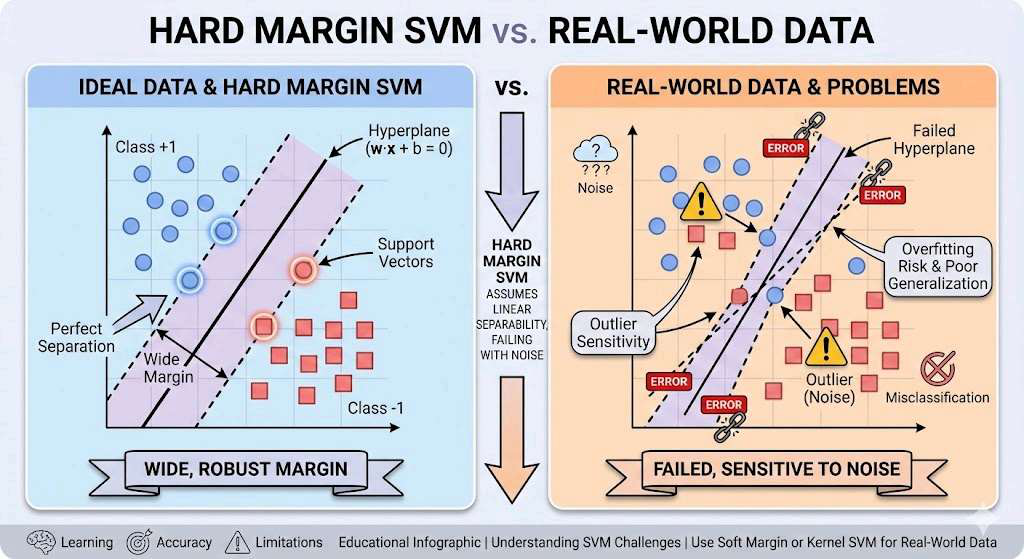 HARD MARGIN SVM vs. REAL-WORLD DATA
IDEAL DATA & HARD MARGIN SVM
Class +1
Hyperplane
(w·x + b = 0)
Support
Vectors
Perfect
Separation
Wide
Margin
Class -1
WIDE, ROBUST MARGIN
vs.
HARD
MARGIN
SVM
ASSUMES
LINEAR
SEPARABILITY,
FAILING
WITH NOISE
REAL-WORLD DATA & PROBLEMS
?
? ? ?
Noise
ERROR
Failed
Hyperplane
ERROR
!
Overfitting
Risk & Poor
Generalization
Outlier
Sensitivity
!
Outlier
(Noise)
ERROR
ERROR
Misclassification
FAILED, SENSITIVE TO NOISE
Learning Accuracy ! Limitations Educational Infographic | Understanding SVM Challenges | Use Soft Margin or Kernel SVM for Real-World Data